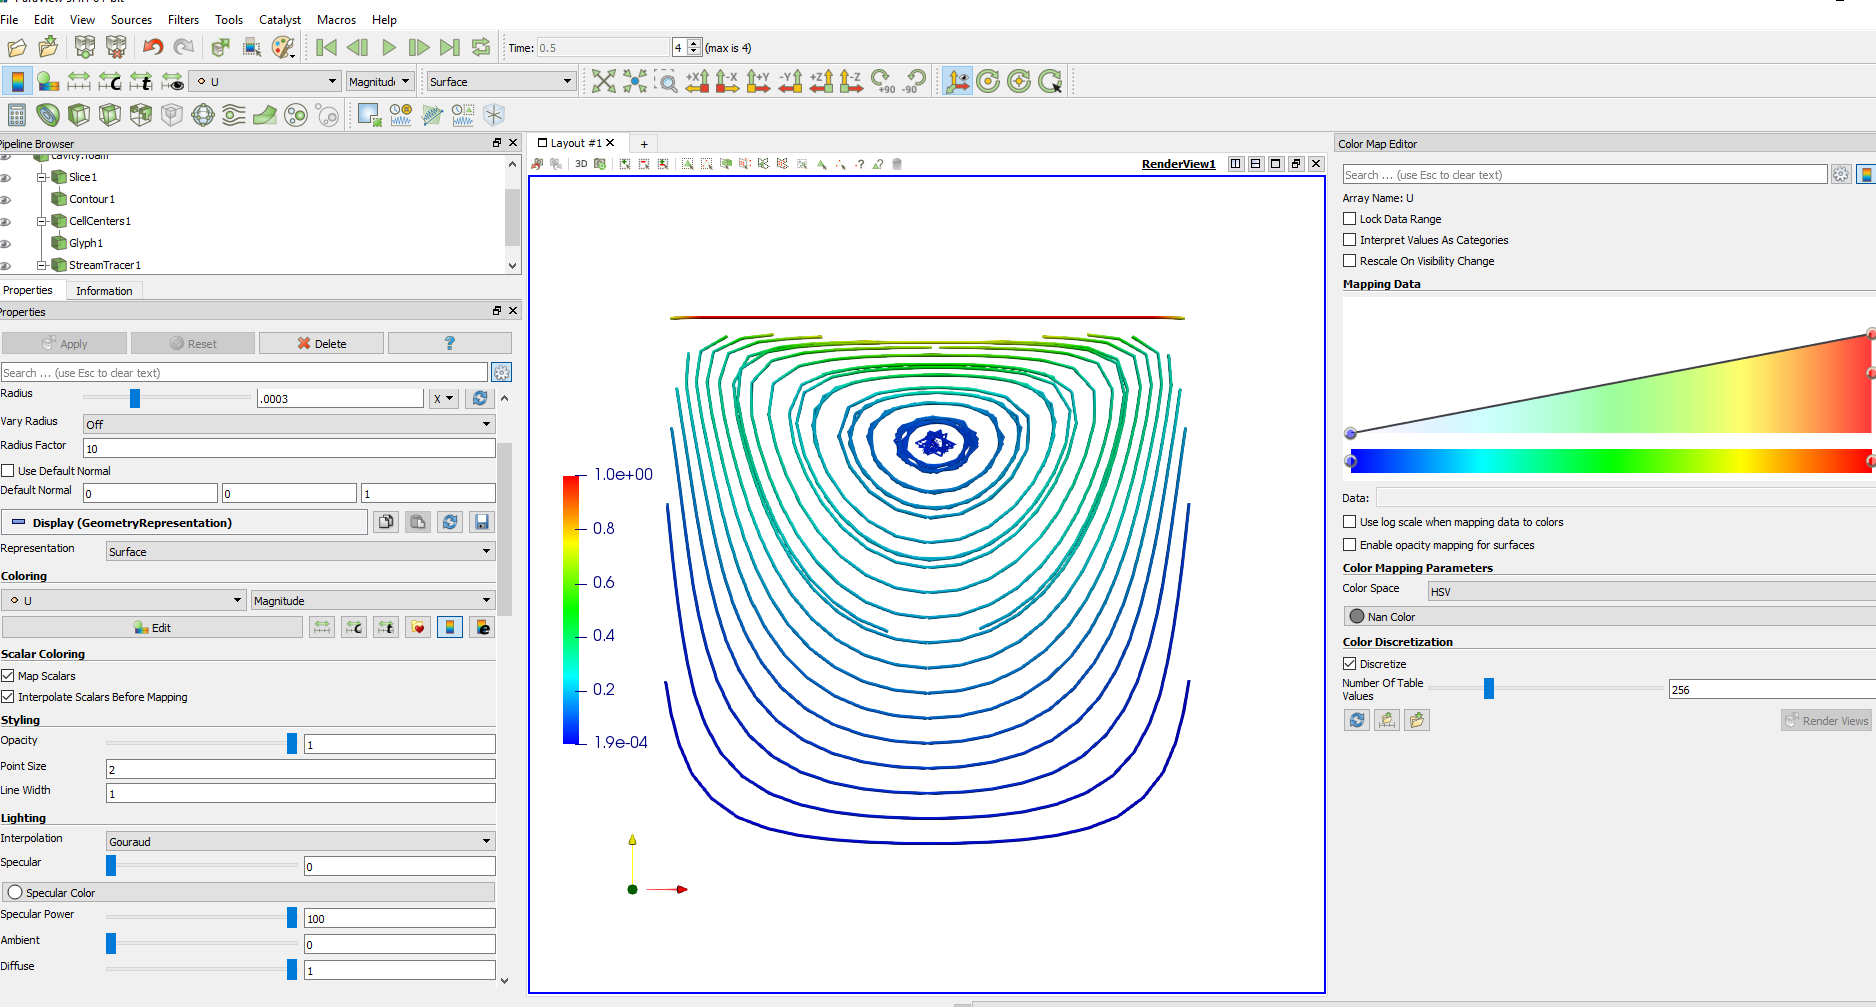 File Edit View Sources Filters Tools Catalyst Macros Help
Time: 0.5 4 (max is 4)
U Magnitude Surface +X -X +Y -Y +Z -Z +90 -90
Pipeline Browser
cavity.foam
Slice1
Contour1
CellCenters1
Glyph1
StreamTracer1
Properties Information
Properties
Apply Reset Delete ?
Search ... (use Esc to clear text)
Radius .0003 X
Vary Radius Off
Radius Factor 10
Use Default Normal
Default Normal 0 0 1
Display (GeometryRepresentation)
Representation Surface
Coloring
U Magnitude
Edit
Scalar Coloring
Map Scalars
Interpolate Scalars Before Mapping
Styling
Opacity 1
Point Size 2
Line Width 1
Lighting
Interpolation Gouraud
Specular 0
Specular Color
Specular Power 100
Ambient 0
Diffuse 1
Layout #1 +
3D RenderView1
1.0e+00
0.8
0.6
0.4
0.2
1.9e-04
Color Map Editor
Search ... (use Esc to clear text)
Array Name: U
Lock Data Range
Interpret Values As Categories
Rescale On Visibility Change
Mapping Data
Data:
Use log scale when mapping data to colors
Enable opacity mapping for surfaces
Color Mapping Parameters
Color Space HSV
Nan Color
Color Discretization
Discretize
Number Of Table
Values 256
Render Views